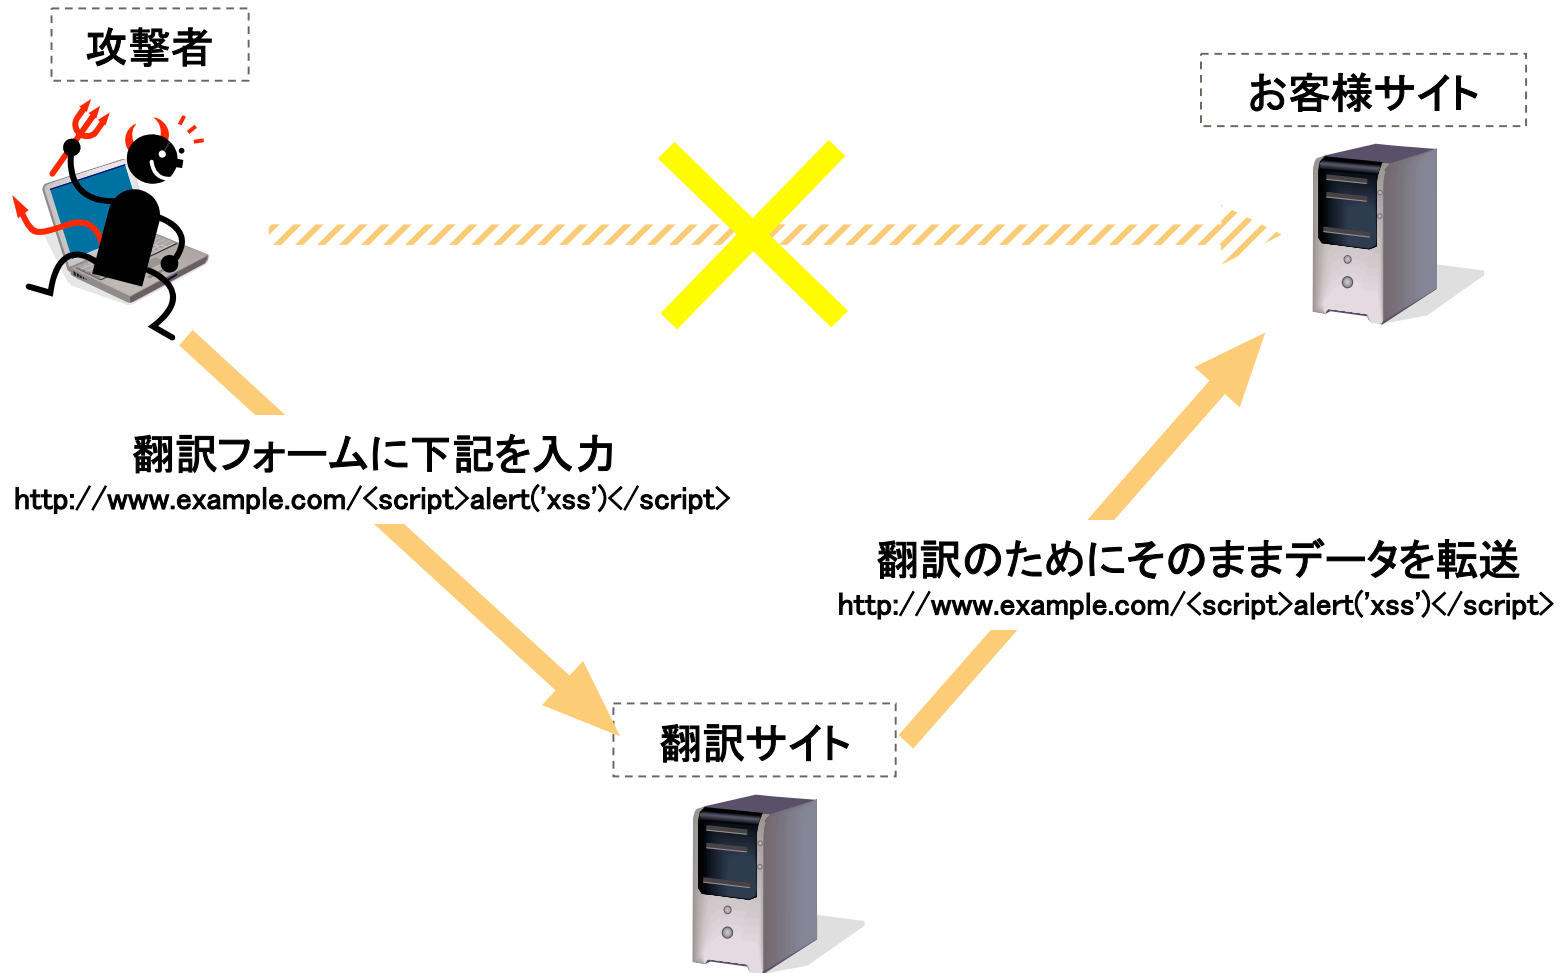 攻撃者
お客様サイト
翻訳フォームに下記を入力
http://www.example.com/<script>alert('xss')</script>
翻訳のためにそのままデータを転送
http://www.example.com/<script>alert('xss')</script>
翻訳サイト